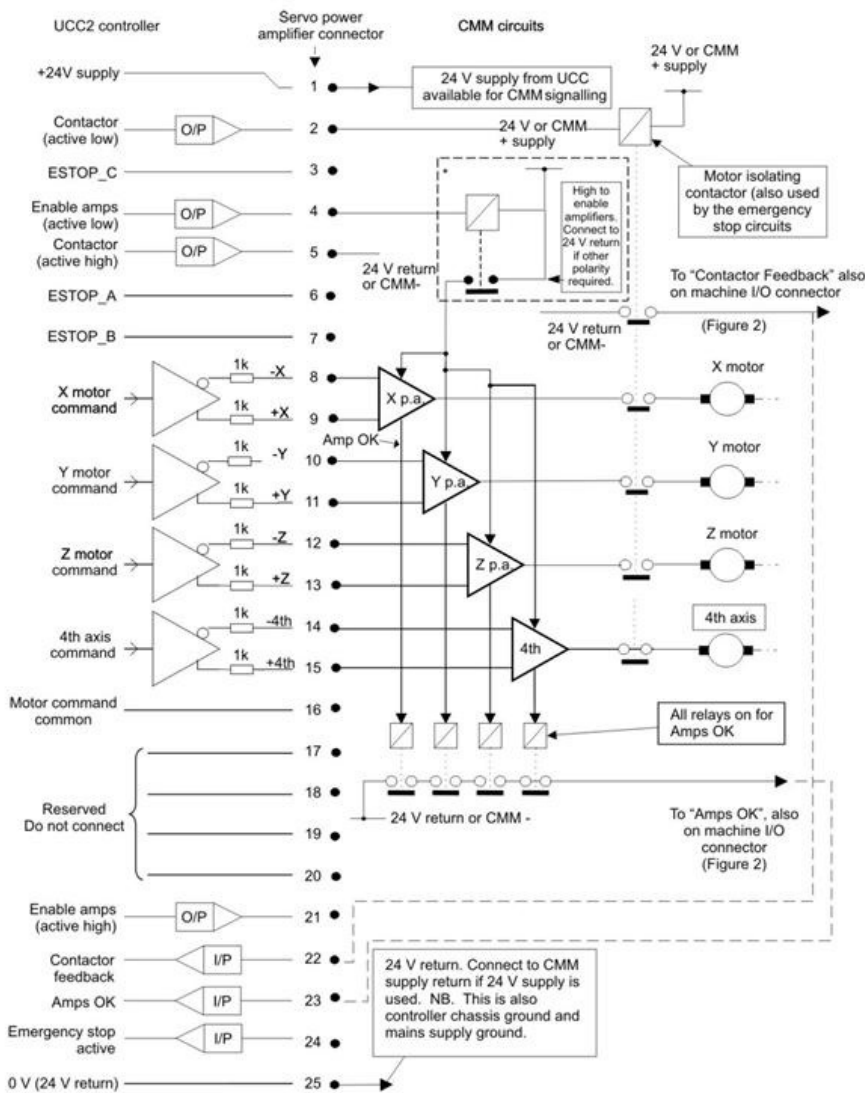 UCC2 controller
Servo power
amplifier connector
CMM circuits
+24V supply
1
24 V supply from UCC
available for CMM signalling
24 V or CMM
+ supply
Contactor
(active low)
O/P
2
24 V or CMM
+ supply
Motor isolating
contactor (also used
by the emergency
stop circuits
ESTOP_C
3
*
High to
enable
amplifiers.
Connect to
24 V return
if other
polarity
required.
Enable amps
(active low)
O/P
4
Contactor
(active high)
O/P
5
24 V return
or CMM-
ESTOP_A
6
To “Contactor Feedback” also
on machine I/O connector
(Figure 2)
24 V return
or CMM-
ESTOP_B
7
X motor
command
1k
-X
8
1k
+X
9
X p.a.
X motor
Amp OK
Y motor
command
1k
-Y
10
1k
+Y
11
Y p.a.
Y motor
Z motor
command
1k
-Z
12
1k
+Z
13
Z p.a.
Z motor
4th axis
command
1k
-4th
14
1k
+4th
15
4th
4th axis
Motor command
common
16
All relays on for
Amps OK
17
18
19
20
Reserved
Do not connect
24 V return or CMM -
To “Amps OK”, also
on machine I/O
connector
(Figure 2)
Enable amps
(active high)
O/P
21
Contactor
feedback
I/P
22
Amps OK
I/P
23
Emergency stop
active
I/P
24
24 V return. Connect to CMM
supply return if 24 V supply is
used. NB. This is also
controller chassis ground and
mains supply ground.
0 V (24 V return)
25